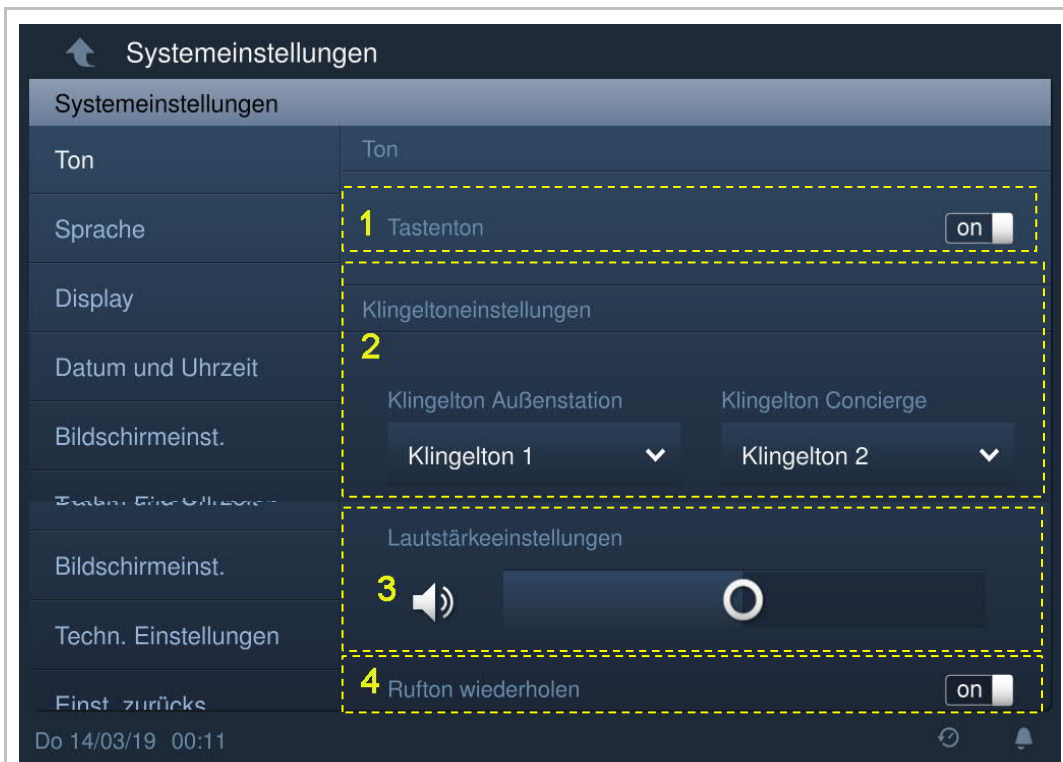 Systemeinstellungen
Systemeinstellungen
Ton
Sprache
Display
Datum und Uhrzeit
Bildschirmeinst.
Bildschirmeinst.
Techn. Einstellungen
Einst. zurücks
Ton
1 Tastenton on
Klingeltoneinstellungen
2
Klingelton Außenstation Klingelton Concierge
Klingelton 1 Klingelton 2
Lautstärkeeinstellungen
3
4 Rufton wiederholen on
Do 14/03/19 00:11